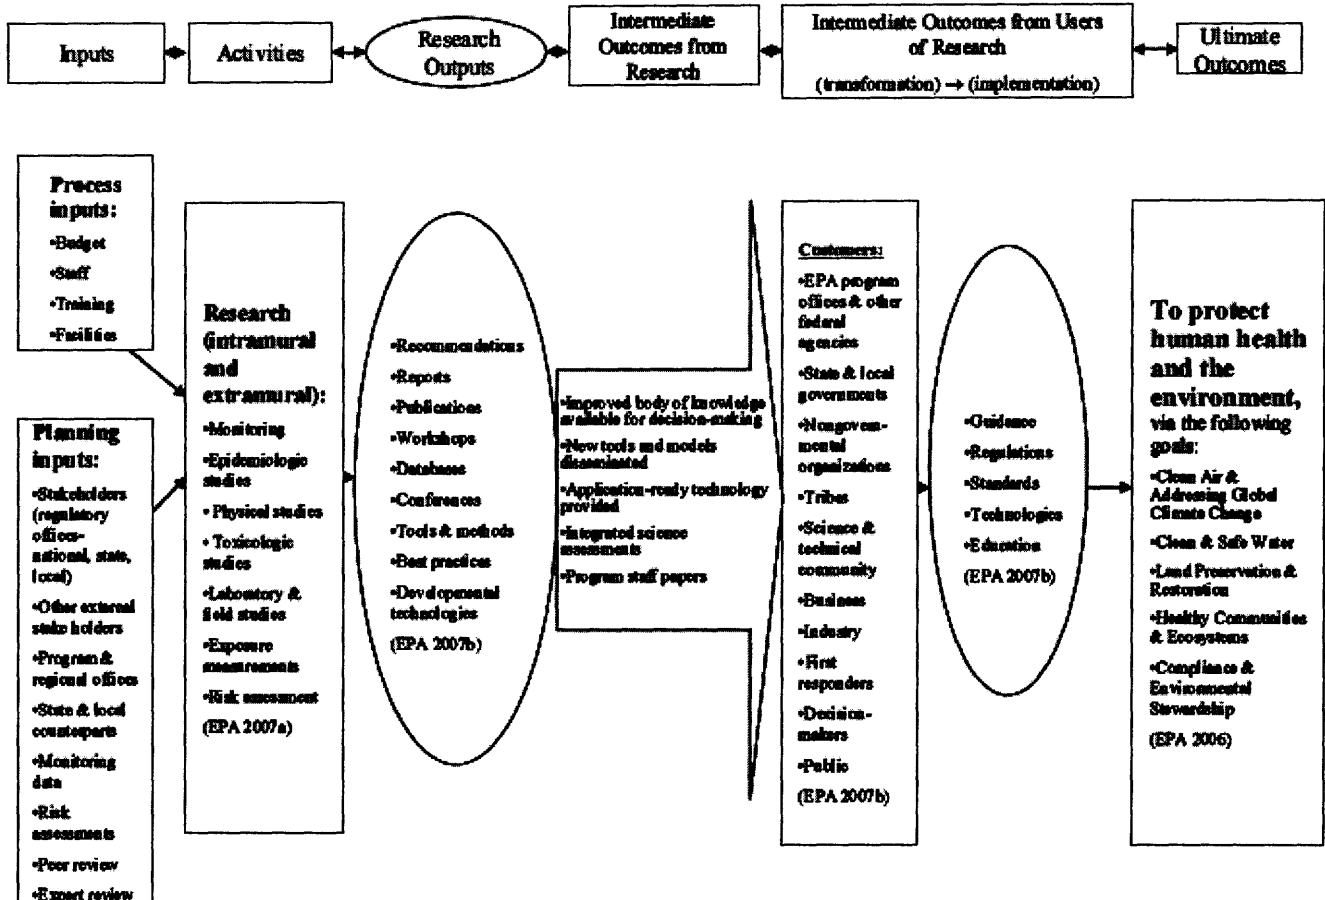 Inputs
Activities
Research
Outputs
Intermediate
Outcomes from
Research
Intermediate Outcomes from Users
of Research
(transformation) → (implementation)
Ultimate
Outcomes
Process
inputs:
•Budget
•Staff
•Training
•Facilities
Planning
inputs:
•Stakeholders
(regulatory
offices-
national, state,
local)
•Other external
stake holders
•Program &
regional offices
•State & local
counterparts
•Monitoring
data
•Risk
assessments
•Peer review
•Expert review
Research
(intramural
and
extramural):
•Monitoring
•Epidemiologic
studies
• Physical studies
• Toxicologic
studies
•Laboratory &
field studies
•Exposure
measurements
•Risk assessment
(EPA 2007a)
•Recommendations
•Reports
•Publications
•Workshops
•Databases
•Conferences
•Tools & methods
•Best practices
•Developmental
technologies
(EPA 2007b)
•Improved body of knowledge
available for decision-making
•New tools and models
disseminated
•Application-ready technology
provided
•Integrated science
assessments
•Program staff papers
Customers:
•EPA program
offices & other
federal
agencies
•State & local
governments
•Nongovern-
mental
organizations
•Tribes
•Science &
technical
community
•Business
•Industry
•First
responders
•Decision-
makers
•Public
(EPA 2007b)
•Guidance
•Regulations
•Standards
•Technologies
•Education
(EPA 2007b)
To protect
human health
and the
environment,
via the following
goals:
•Clean Air &
Addressing Global
Climate Change
•Clean & Safe Water
•Land Preservation &
Restoration
•Healthy Communities
& Ecosystems
•Compliance &
Environmental
Stewardship
(EPA 2006)